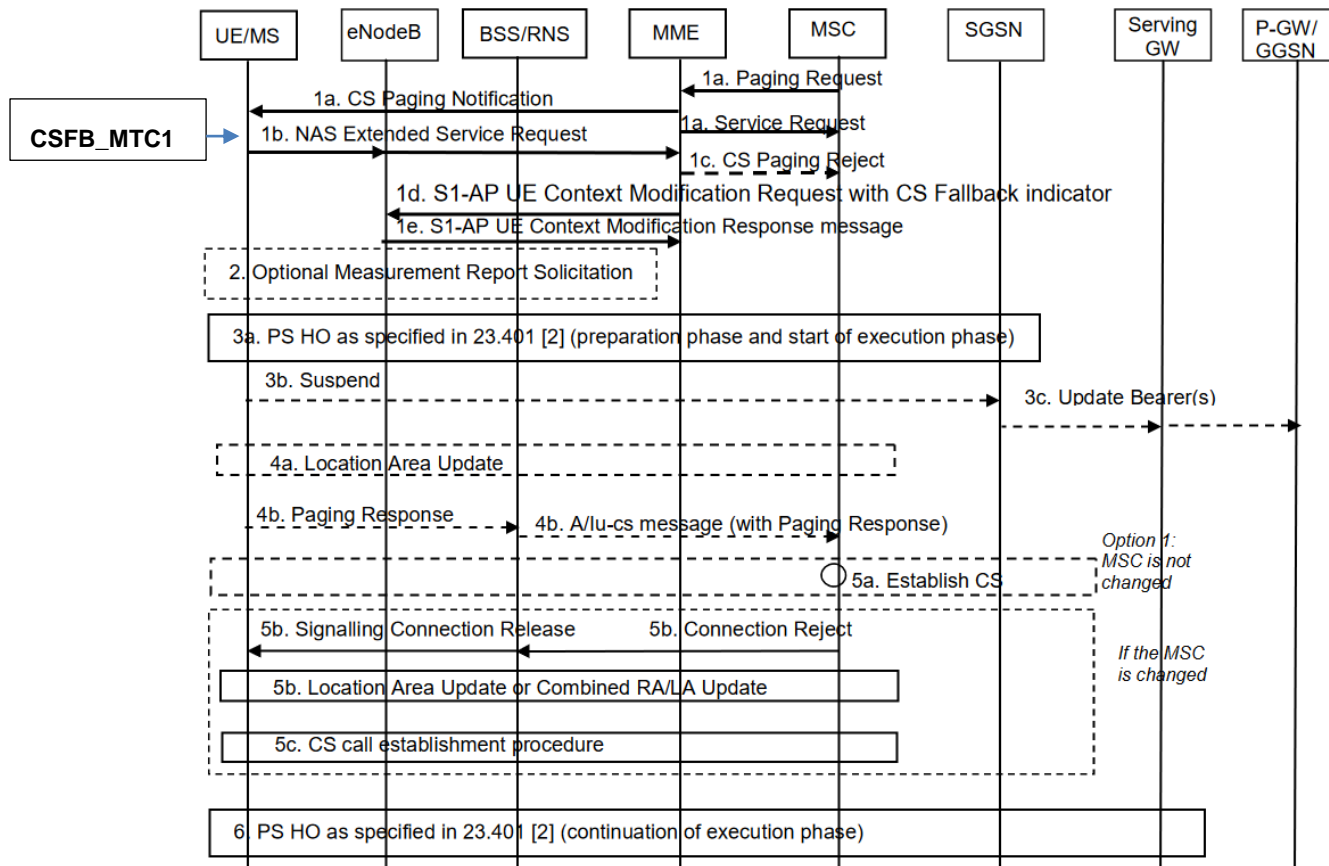 UE/MS
eNodeB
BSS/RNS
MME
MSC
SGSN
Serving
GW
P-GW/
GGSN
1a. Paging Request
1a. CS Paging Notification
CSFB_MTC1
1a. Service Request
1b. NAS Extended Service Request
1c. CS Paging Reject
1d. S1-AP UE Context Modification Request with CS Fallback indicator
1e. S1-AP UE Context Modification Response message
2. Optional Measurement Report Solicitation
3a. PS HO as specified in 23.401 [2] (preparation phase and start of execution phase)
3b. Suspend
3c. Update Bearer(s)
4a. Location Area Update
4b. Paging Response
4b. A/Iu-cs message (with Paging Response)
Option 1:
MSC is not
changed
5a. Establish CS
5b. Signalling Connection Release
5b. Connection Reject
If the MSC
is changed
5b. Location Area Update or Combined RA/LA Update
5c. CS call establishment procedure
6. PS HO as specified in 23.401 [2] (continuation of execution phase)